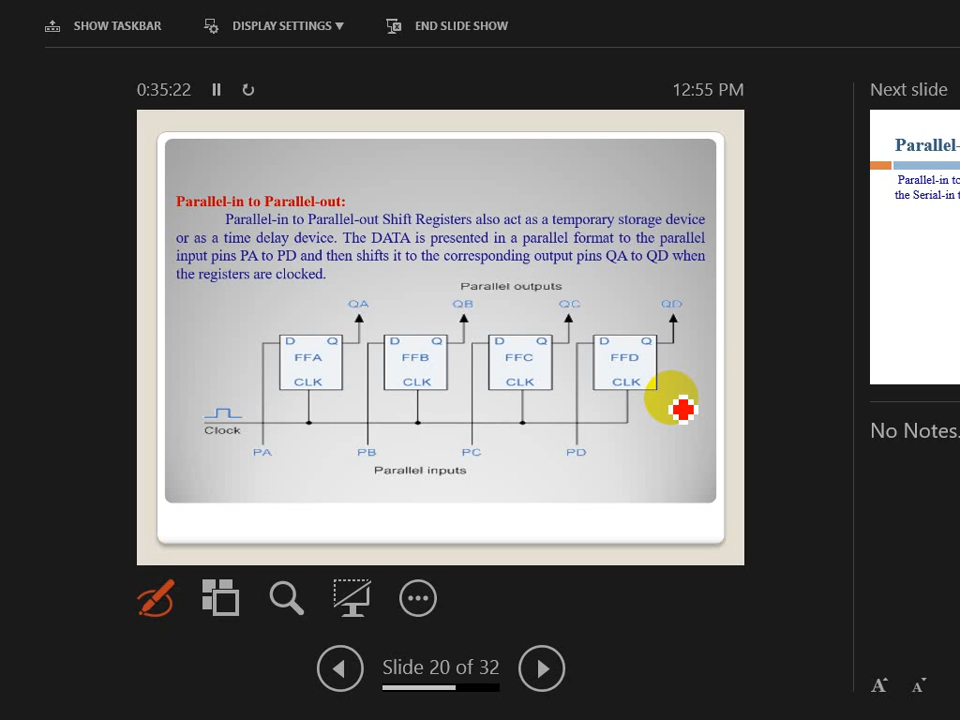 SHOW TASKBAR DISPLAY SETTINGS ▼ END SLIDE SHOW
0:35:22 12:55 PM
Next slide
Parallel-in to Parallel-out:
Parallel-in to Parallel-out Shift Registers also act as a temporary storage device
or as a time delay device. The DATA is presented in a parallel format to the parallel
input pins PA to PD and then shifts it to the corresponding output pins QA to QD when
the registers are clocked.
Parallel outputs
QA QB QC QD
D Q D Q D Q D Q
FFA FFB FFC FFD
CLK CLK CLK CLK
Clock
PA PB PC PD
Parallel inputs
Parallel-
Parallel-in to
the Serial-in t
No Notes.
Slide 20 of 32
A A